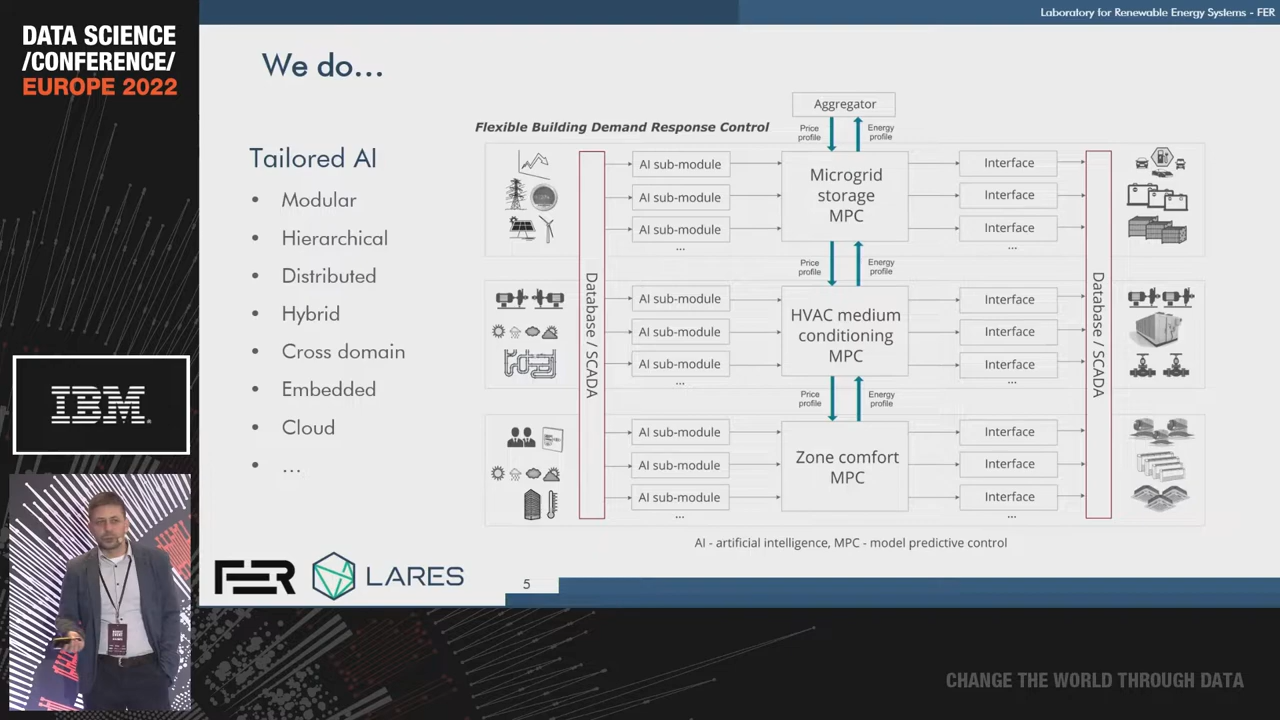 Laboratory for Renewable Energy Systems - FER
DATA SCIENCE
/CONFERENCE/
EUROPE 2022
We do...
Tailored AI
• Modular
• Hierarchical
• Distributed
• Hybrid
• Cross domain
• Embedded
• Cloud
• ...
Flexible Building Demand Response Control
Aggregator
Price
profile
Energy
profile
AI sub-module
AI sub-module
AI sub-module
...
Microgrid
storage
MPC
Interface
Interface
Interface
...
Price
profile
Energy
profile
Database / SCADA
AI sub-module
AI sub-module
AI sub-module
...
HVAC medium
conditioning
MPC
Interface
Interface
Interface
...
Database / SCADA
Price
profile
Energy
profile
AI sub-module
AI sub-module
AI sub-module
...
Zone comfort
MPC
Interface
Interface
Interface
...
AI - artificial intelligence, MPC - model predictive control
IBM
FER
LARES
5
CHANGE THE WORLD THROUGH DATA